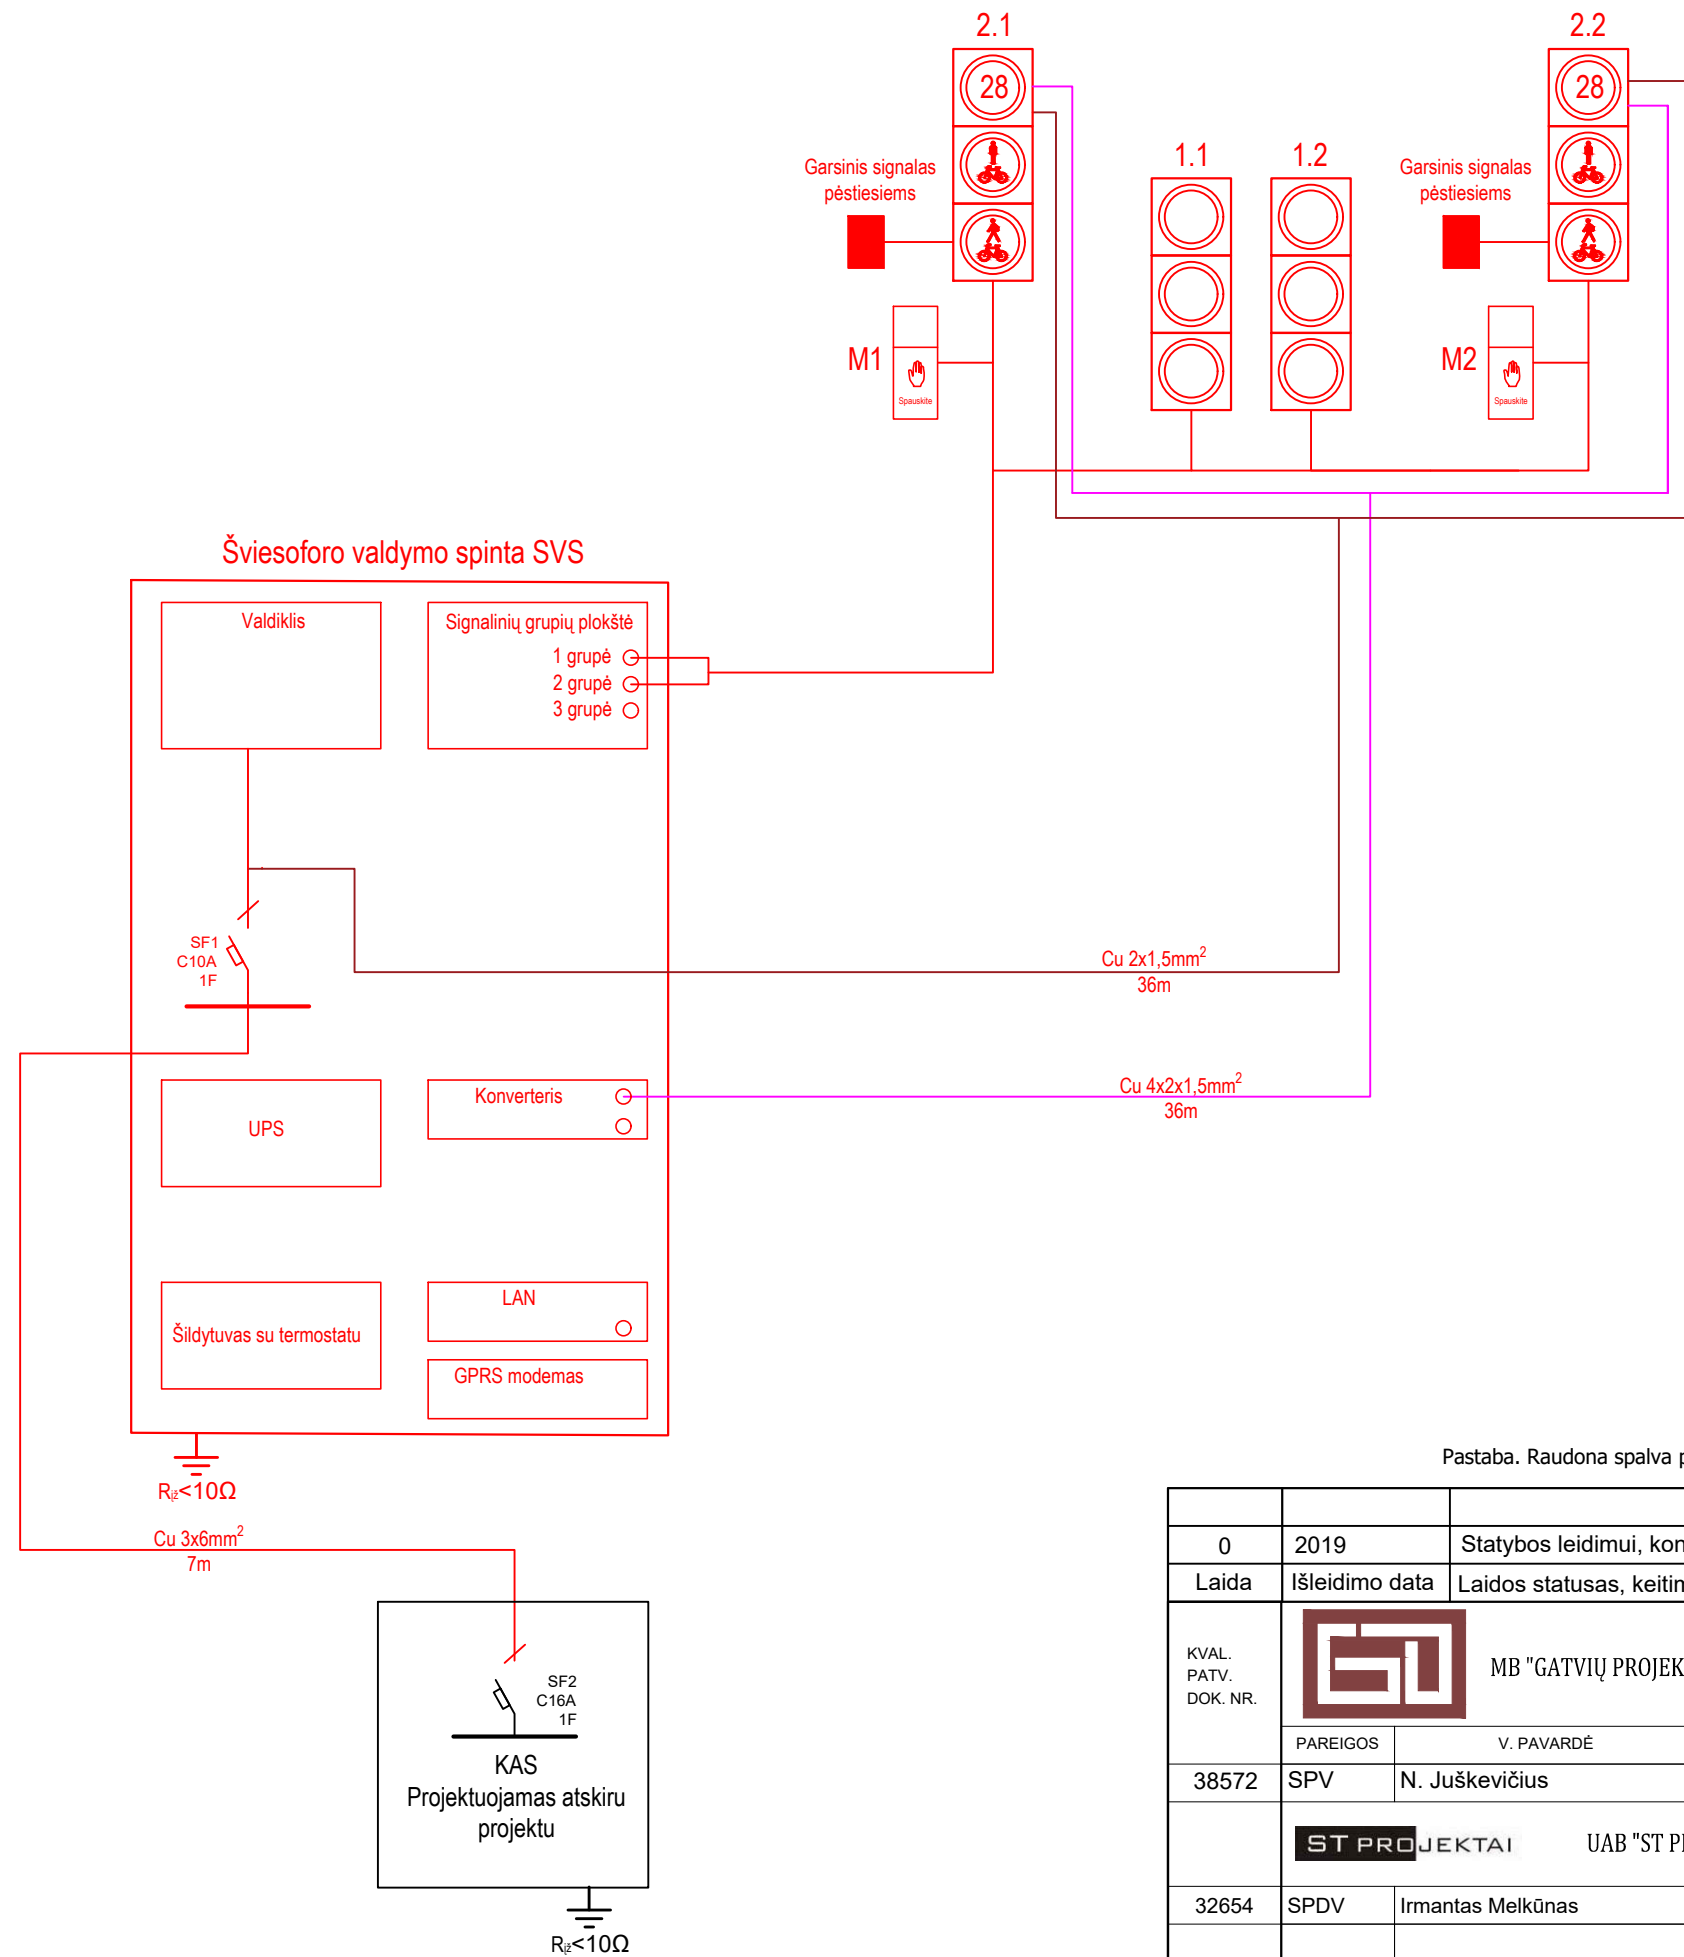 2.1
2.2
28
28
Garsinis signalas
pėstiesiems
1.1
1.2
Garsinis signalas
pėstiesiems
M1
Spauskite
M2
Spauskite
Šviesoforo valdymo spinta SVS
Valdiklis
Signalinių grupių plokštė
1 grupė
2 grupė
3 grupė
SF1
C10A
1F
Cu 2x1,5mm²
36m
UPS
Konverteris
Cu 4x2x1,5mm²
36m
Šildytuvas su termostatu
LAN
GPRS modemas
Rįž<10Ω
Cu 3x6mm²
7m
SF2
C16A
1F
KAS
Projektuojamas atskiru
projektu
Rįž<10Ω
Pastaba. Raudona spalva
0 2019 Statybos leidimui,
Laida Išleidimo data Laidos statusas,
KVAL.
PATV.
DOK. NR.
MB "GATVIŲ
PAREIGOS V. PAVARDĖ
38572 SPV N. Juškevičius
ST PROJEKTAI UAB "ST
32654 SPDV Irmantas Melkūnas